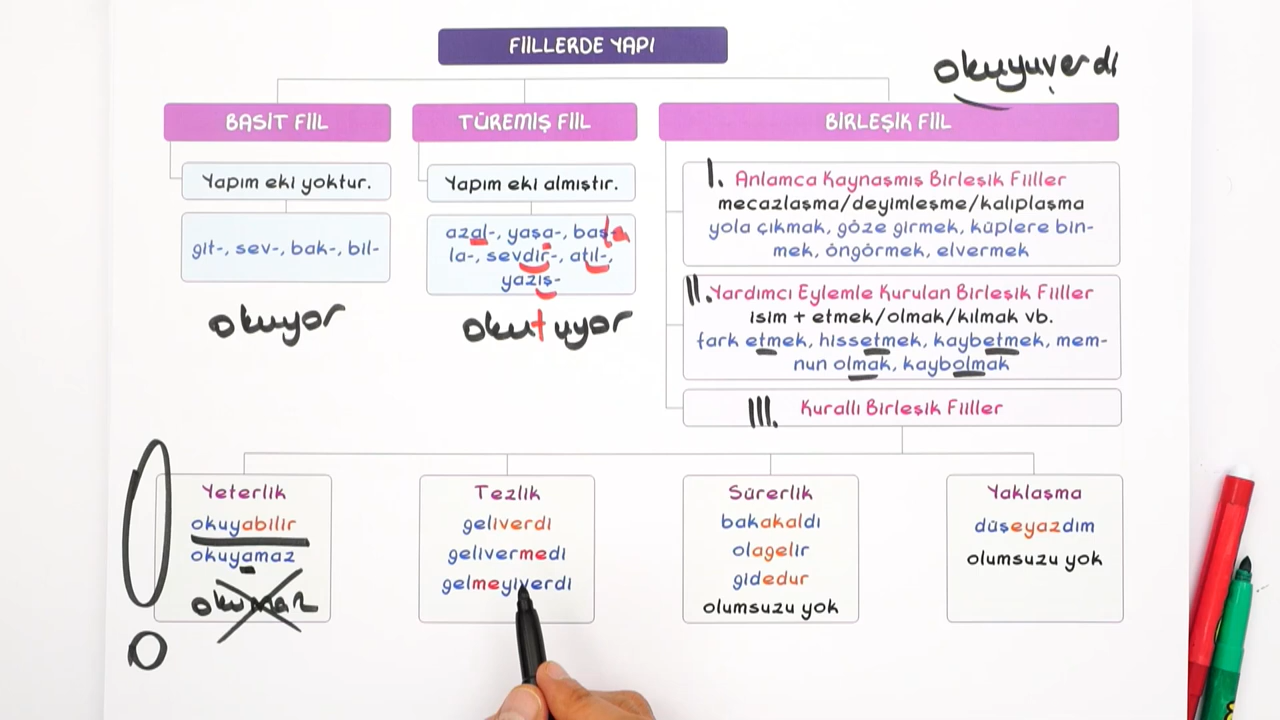 FİİLLERDE YAPI
okuyuverdi
BASİT FİİL
Yapım eki yoktur.
git-, sev-, bak-, bil-
okuyor
TÜREMİŞ FİİL
Yapım eki almıştır.
azal-, yaşa-, baş-la
la-, sevdir-, atıl-,
yazış-
okutuyor
BİRLEŞİK FİİL
I. Anlamca Kaynaşmış Birleşik Fiiller
mecazlaşma/deyimleşme/kalıplaşma
yola çıkmak, göze girmek, küplere bin-
mek, öngörmek, elvermek
II. Yardımcı Eylemle Kurulan Birleşik Fiiller
isim + etmek/olmak/kılmak vb.
fark etmek, hissetmek, kaybetmek, mem-
nun olmak, kaybolmak
III. Kurallı Birleşik Fiiller
Yeterlik
okuyabilir
okuyamaz
okumaz
Tezlik
geliverdi
gelivermedi
gelmeyiverdi
Sürerlik
bakakaldı
olagelir
gidedur
olumsuzu yok
Yaklaşma
düşeyazdım
olumsuzu yok